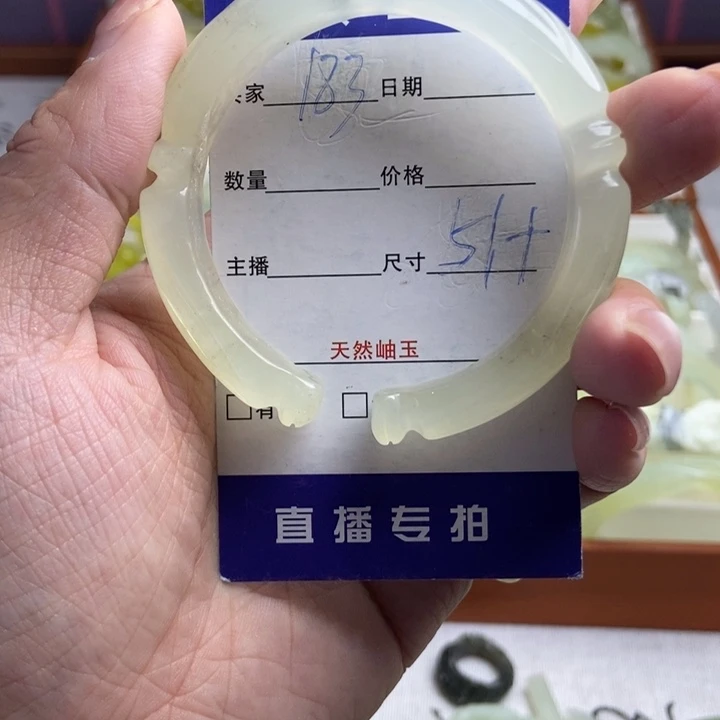 家 183 日期
数量 价格
主播 尺寸 51+
天然岫玉
□有 □
直播专拍